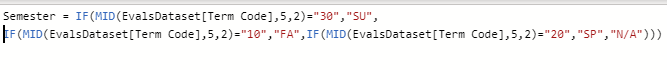 Semester = IF(MID(EvalsDataset[Term Code],5,2)="30","SU",
IF(MID(EvalsDataset[Term Code],5,2)="10","FA",IF(MID(EvalsDataset[Term Code],5,2)="20","SP","N/A")))